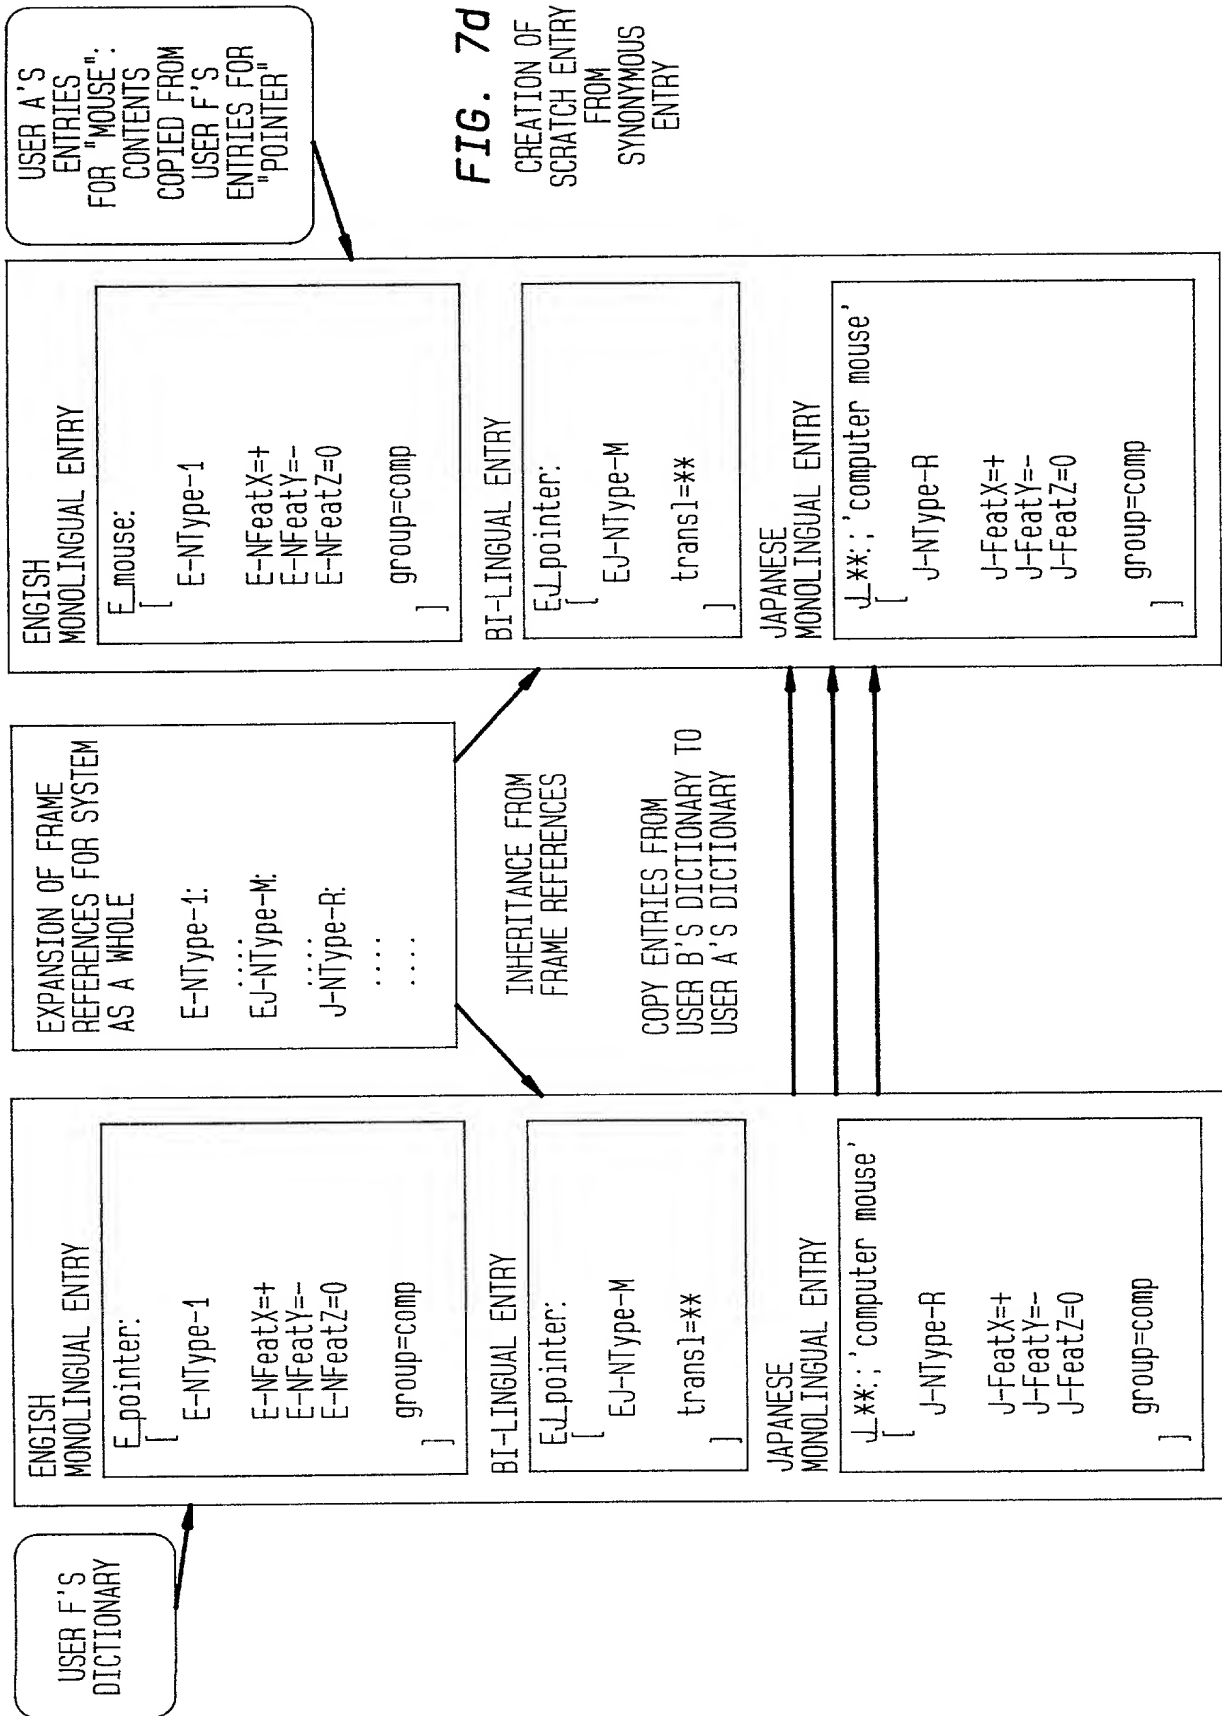 USER F'S
DICTIONARY
ENGISH
MONOLINGUAL ENTRY
E_pointer:
[
E-NType-1
E-NFeatX=+
E-NFeatY=-
E-NFeatZ=0
group=comp
]
BI-LINGUAL ENTRY
EJ_pointer:
[
EJ-NType-M
transl=**
]
JAPANESE
MONOLINGUAL ENTRY
J_**:;'computer mouse'
[
J-NType-R
J-FeatX=+
J-FeatY=-
J-FeatZ=0
group=comp
]
EXPANSION OF FRAME
REFERENCES FOR SYSTEM
AS A WHOLE
E-NType-1:
....
EJ-NType-M:
....
J-NType-R:
....
....
INHERITANCE FROM
FRAME REFERENCES
COPY ENTRIES FROM
USER B'S DICTIONARY TO
USER A'S DICTIONARY
ENGISH
MONOLINGUAL ENTRY
E_mouse:
[
E-NType-1
E-NFeatX=+
E-NFeatY=-
E-NFeatZ=0
group=comp
]
BI-LINGUAL ENTRY
EJ_pointer:
[
EJ-NType-M
transl=**
]
JAPANESE
MONOLINGUAL ENTRY
J_**:;'computer mouse'
[
J-NType-R
J-FeatX=+
J-FeatY=-
J-FeatZ=0
group=comp
]
USER A'S
ENTRIES
FOR "MOUSE":
CONTENTS
COPIED FROM
USER F'S
ENTRIES FOR
"POINTER"
FIG. 7d
CREATION OF
SCRATCH ENTRY
FROM
SYNONYMOUS
ENTRY